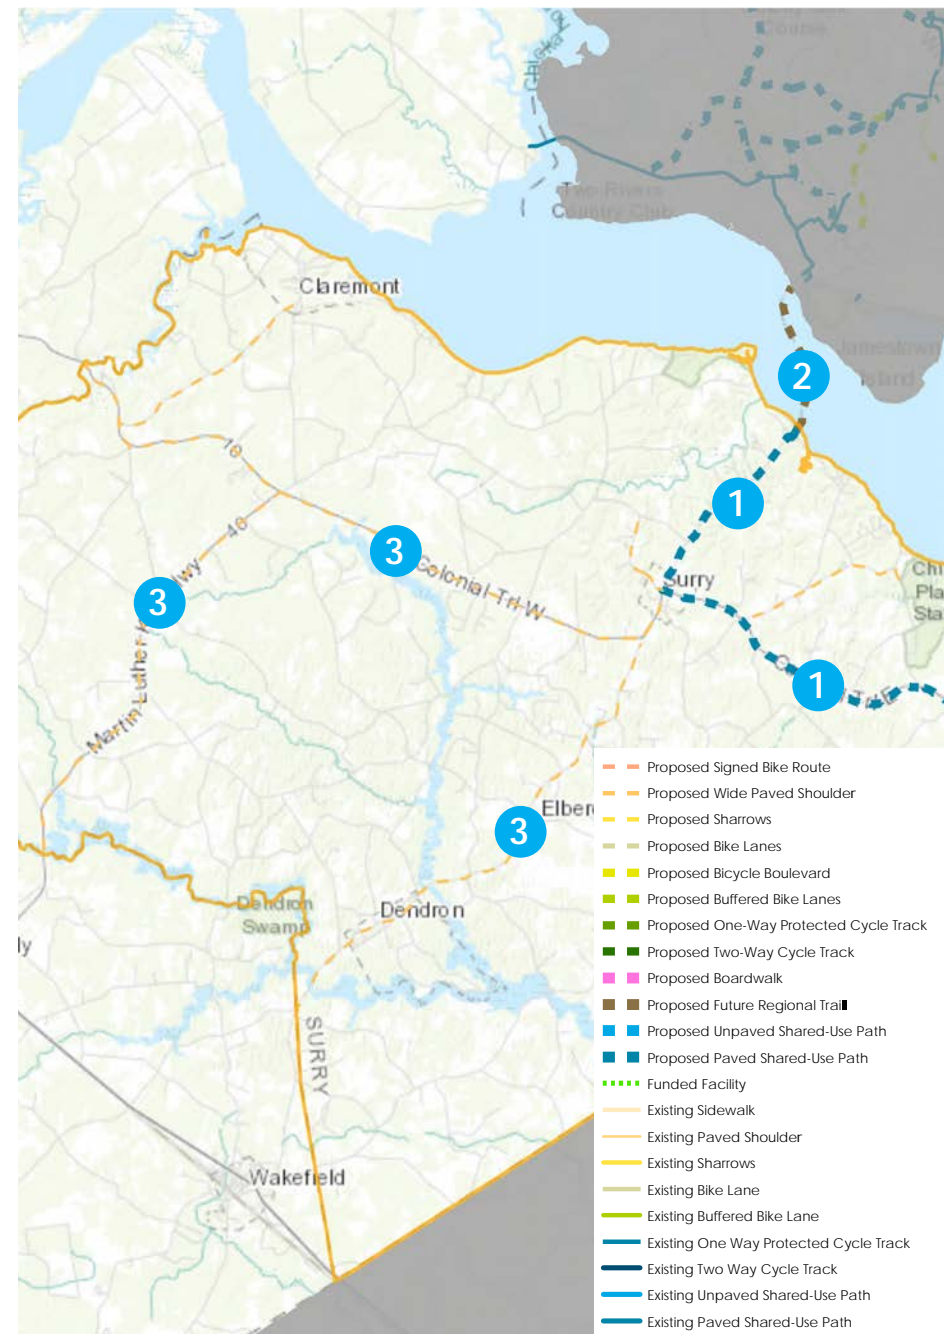 Course
Two Rivers
Country Club
Claremont
Jamestown
Island
2
10
1
3
46
Colonial Trl W
Surry
3
Martin Luther
Hwy
1
3
Dendron
Swamp
Dendron
SURRY
Wakefield
Proposed Signed Bike Route
Proposed Wide Paved Shoulder
Proposed Sharrows
Proposed Bike Lanes
Proposed Bicycle Boulevard
Proposed Buffered Bike Lanes
Proposed One-Way Protected Cycle Track
Proposed Two-Way Cycle Track
Proposed Boardwalk
Proposed Future Regional Trail
Proposed Unpaved Shared-Use Path
Proposed Paved Shared-Use Path
Funded Facility
Existing Sidewalk
Existing Paved Shoulder
Existing Sharrows
Existing Bike Lane
Existing Buffered Bike Lane
Existing One Way Protected Cycle Track
Existing Two Way Cycle Track
Existing Unpaved Shared-Use Path
Existing Paved Shared-Use Path